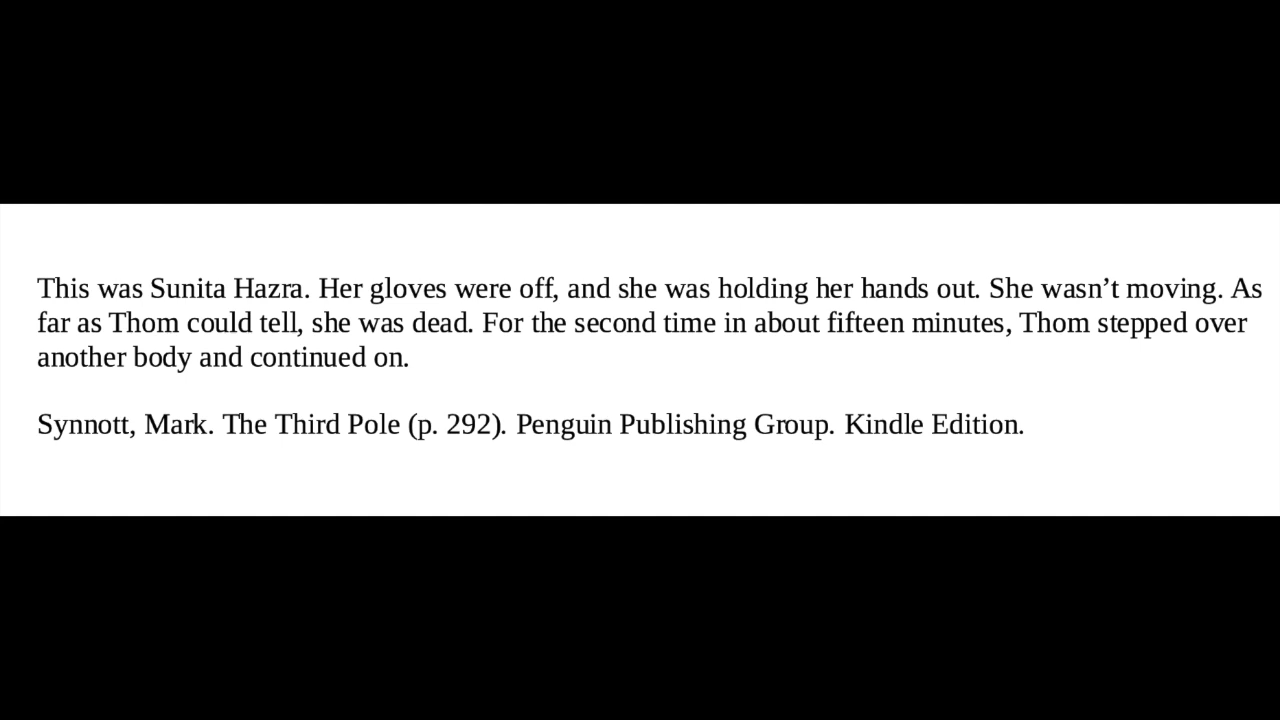 This was Sunita Hazra. Her gloves were off, and she was holding her hands out. She wasn’t moving. As
far as Thom could tell, she was dead. For the second time in about fifteen minutes, Thom stepped over
another body and continued on.
Synnott, Mark. The Third Pole (p. 292). Penguin Publishing Group. Kindle Edition.